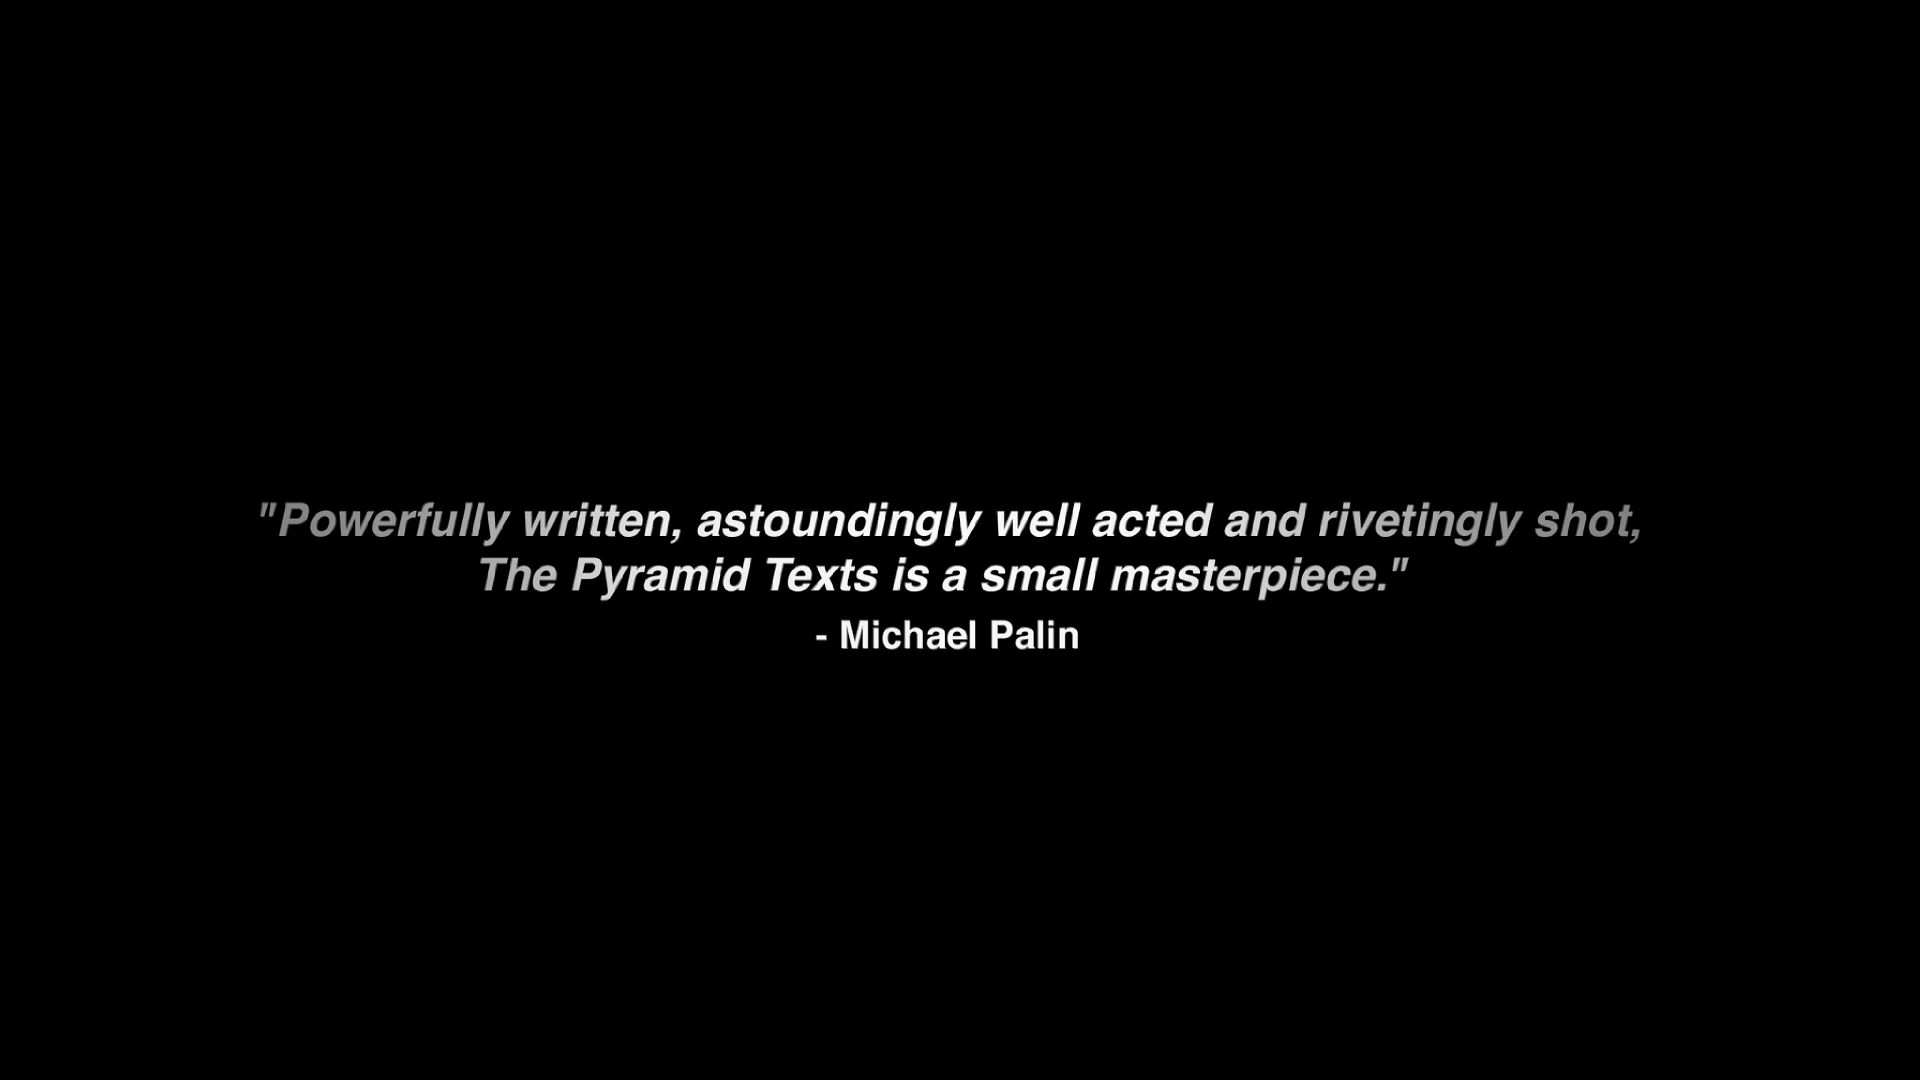 "Powerfully written, astoundingly well acted and rivetingly shot,
The Pyramid Texts is a small masterpiece."
- Michael Palin